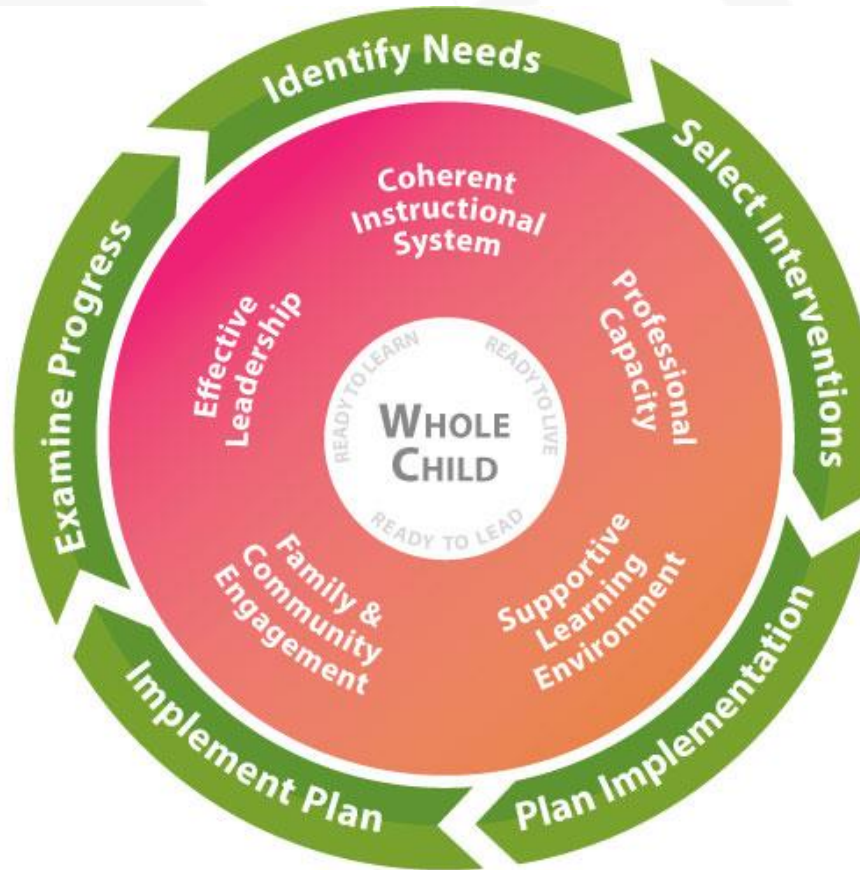 Identify Needs
Select Interventions
Plan Implementation
Implement Plan
Examine Progress
Coherent
Instructional
System
Professional
Capacity
Supportive
Learning
Environment
Family &
Community
Engagement
Effective
Leadership
READY TO LEARN
READY TO LIVE
READY TO LEAD
WHOLE
CHILD